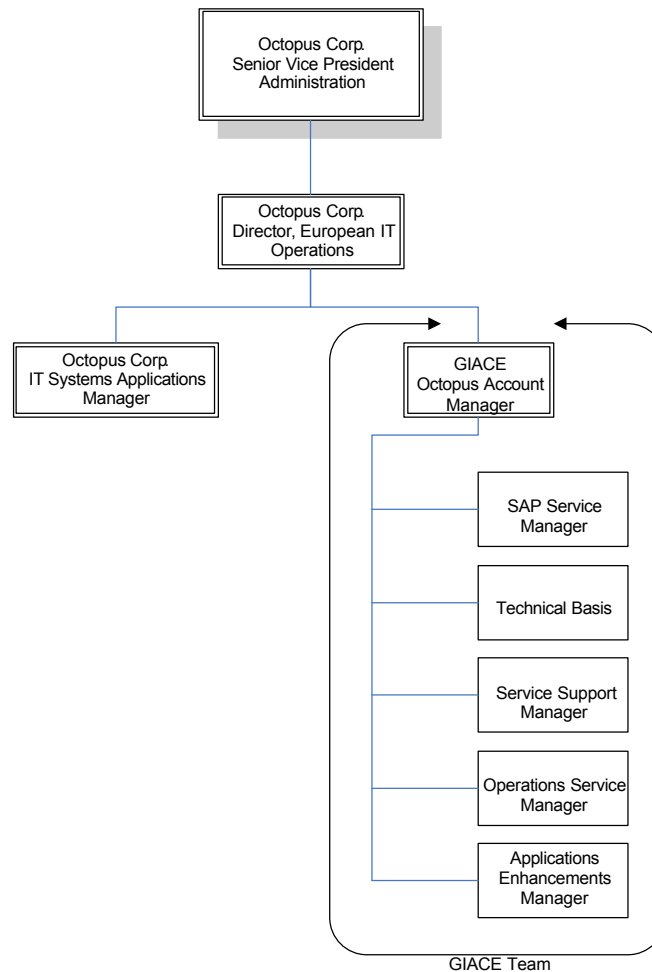 Octopus Corp.
Senior Vice President
Administration
Octopus Corp.
Director, European IT
Operations
Octopus Corp.
IT Systems Applications
Manager
GIACE
Octopus Account
Manager
SAP Service
Manager
Technical Basis
Service Support
Manager
Operations Service
Manager
Applications
Enhancements
Manager
GIACE Team